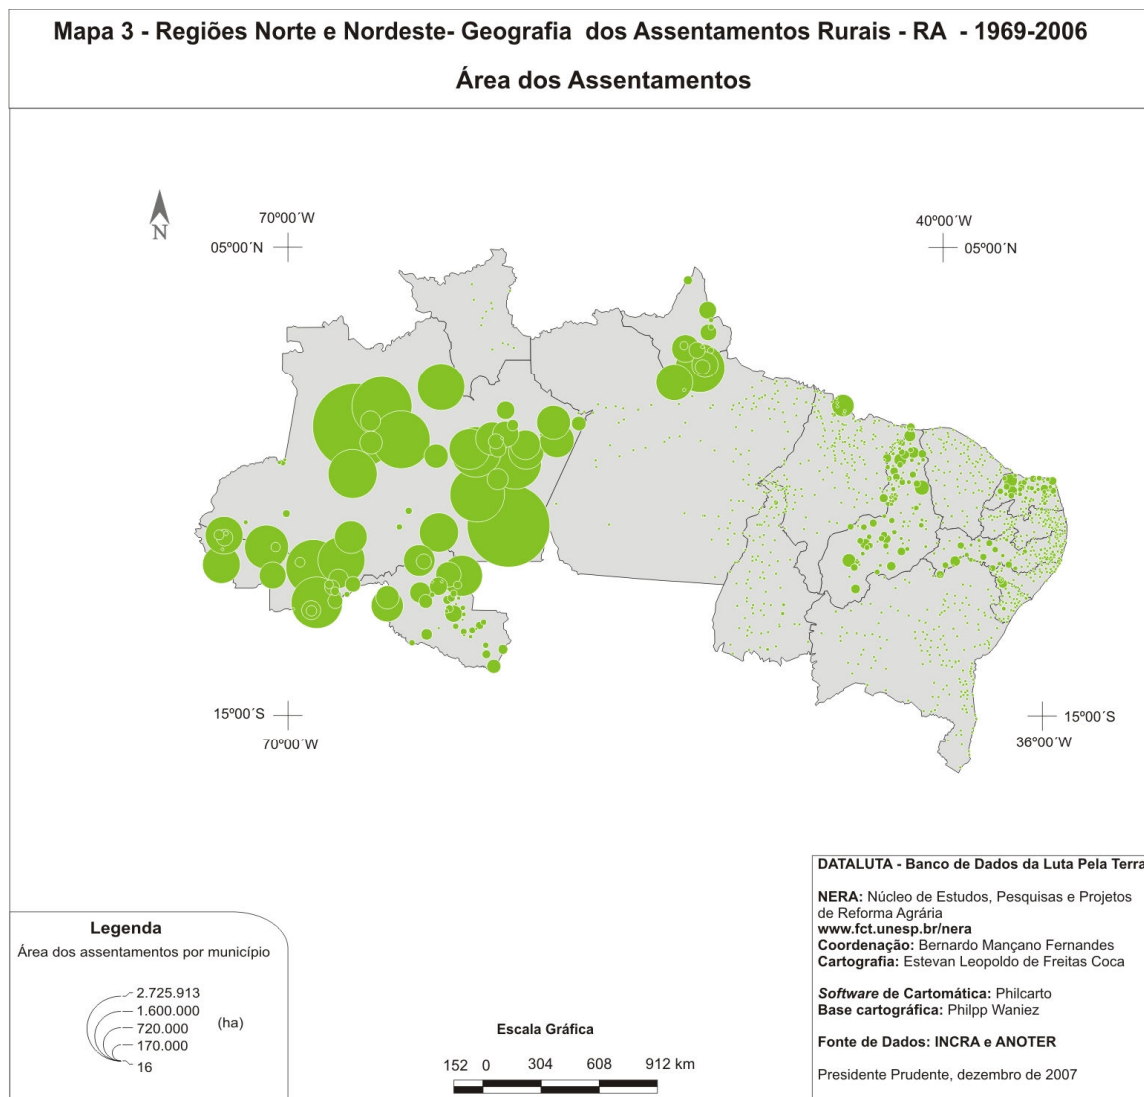 Mapa 3 - Regiões Norte e Nordeste- Geografia dos Assentamentos Rurais - RA - 1969-2006
Área dos Assentamentos
N
70º00´W
05º00´N
40º00´W
05º00´N
15º00´S
70º00´W
15º00´S
36º00´W
Legenda
Área dos assentamentos por município
2.725.913
1.600.000
720.000
170.000
16
(ha)
Escala Gráfica
152 0 304 608 912 km
DATALUTA - Banco de Dados da Luta Pela Terra
NERA: Núcleo de Estudos, Pesquisas e Projetos
de Reforma Agrária
www.fct.unesp.br/nera
Coordenação: Bernardo Mançano Fernandes
Cartografia: Estevan Leopoldo de Freitas Coca
Software de Cartomática: Philcarto
Base cartográfica: Philpp Waniez
Fonte de Dados: INCRA e ANOTER
Presidente Prudente, dezembro de 2007